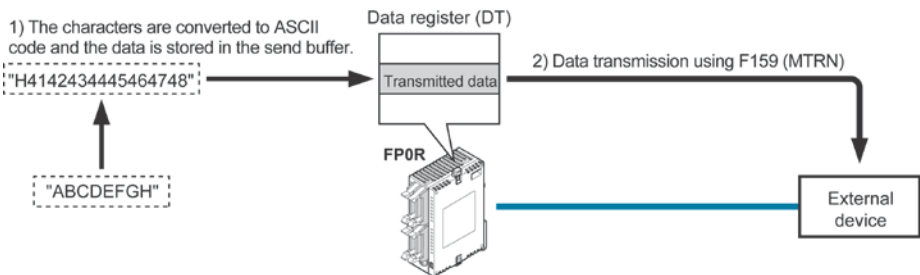 1) The characters are converted to ASCII
code and the data is stored in the send buffer.
"H4142434445464748"
"ABCDEFGH"
Data register (DT)
Transmitted data
FP0R
2) Data transmission using F159 (MTRN)
External
device